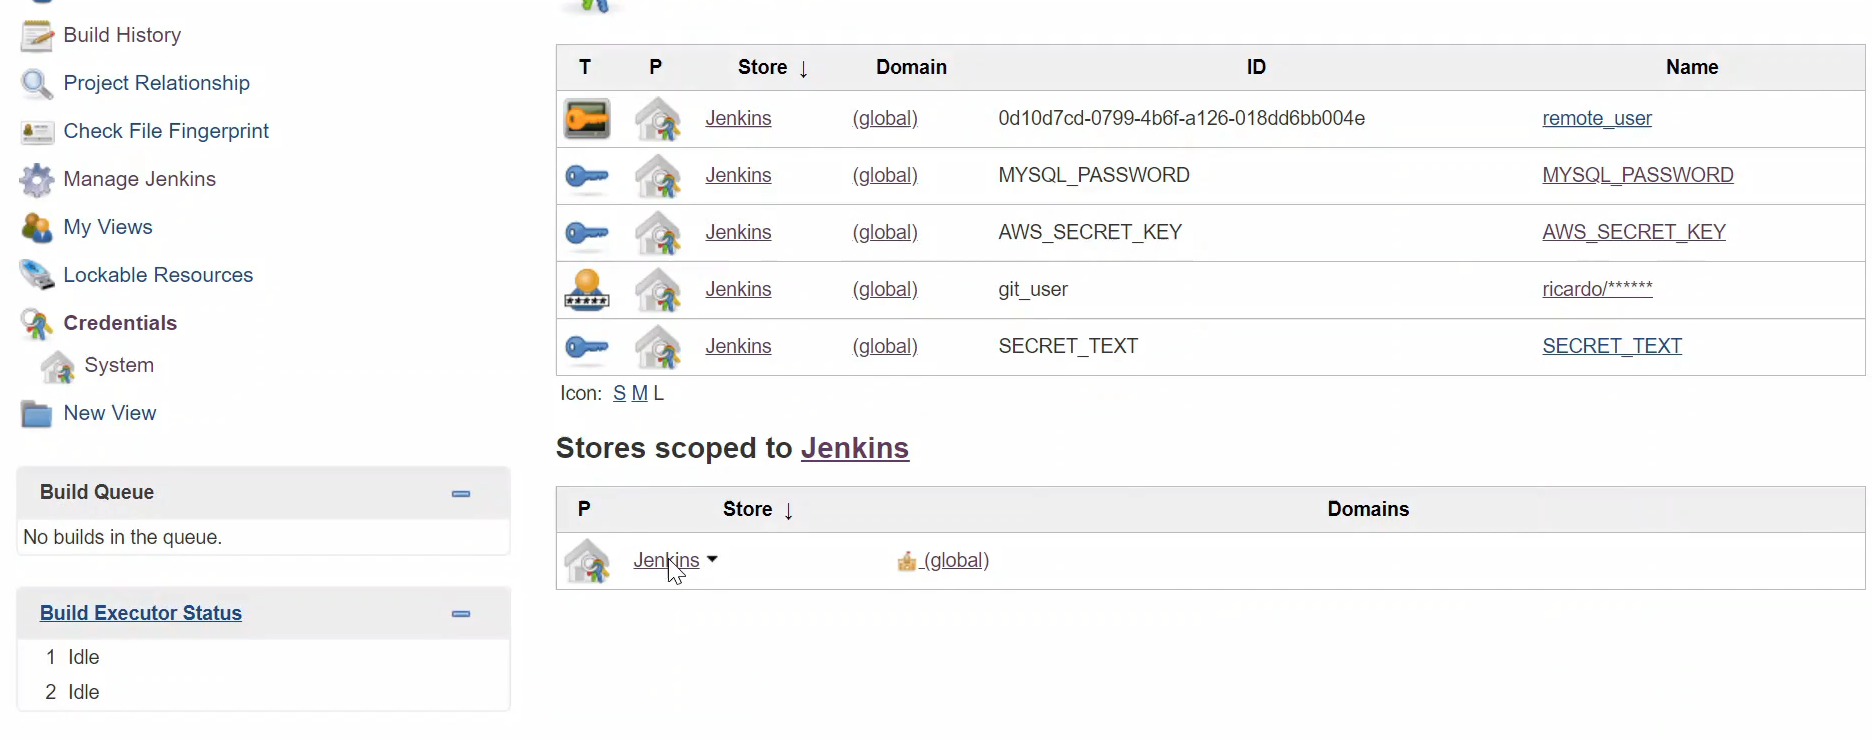 Build History
Project Relationship
Check File Fingerprint
Manage Jenkins
My Views
Lockable Resources
Credentials
System
New View
Build Queue
No builds in the queue.
Build Executor Status
1 Idle
2 Idle
T P Store ↓ Domain ID Name
Jenkins (global) 0d10d7cd-0799-4b6f-a126-018dd6bb004e remote_user
Jenkins (global) MYSQL_PASSWORD MYSQL_PASSWORD
Jenkins (global) AWS_SECRET_KEY AWS_SECRET_KEY
Jenkins (global) git_user ricardo/******
Jenkins (global) SECRET_TEXT SECRET_TEXT
Icon: S M L
Stores scoped to Jenkins
P Store ↓ Domains
Jenkins (global)